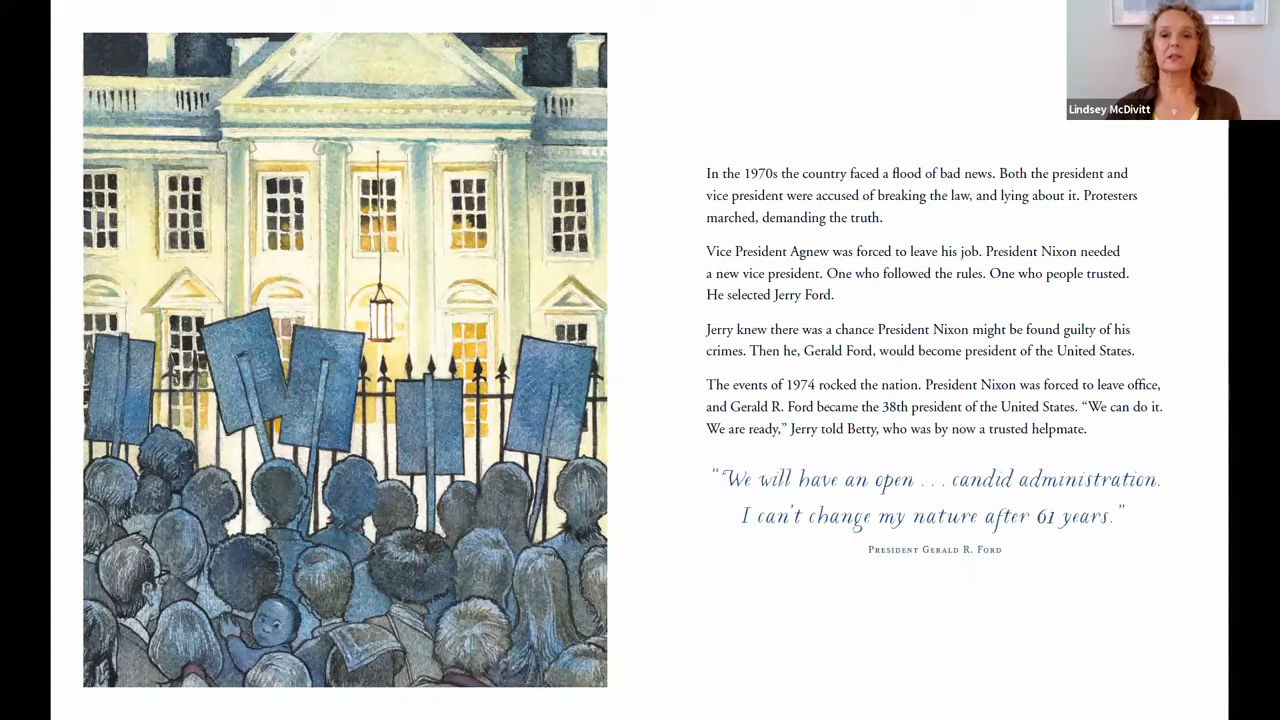 Lindsey McDivitt
In the 1970s the country faced a flood of bad news. Both the president and
vice president were accused of breaking the law, and lying about it. Protesters
marched, demanding the truth.
Vice President Agnew was forced to leave his job. President Nixon needed
a new vice president. One who followed the rules. One who people trusted.
He selected Jerry Ford.
Jerry knew there was a chance President Nixon might be found guilty of his
crimes. Then he, Gerald Ford, would become president of the United States.
The events of 1974 rocked the nation. President Nixon was forced to leave office,
and Gerald R. Ford became the 38th president of the United States. “We can do it.
We are ready,” Jerry told Betty, who was by now a trusted helpmate.
“We will have an open . . . candid administration.
I can't change my nature after 61 years.”
President Gerald R. Ford